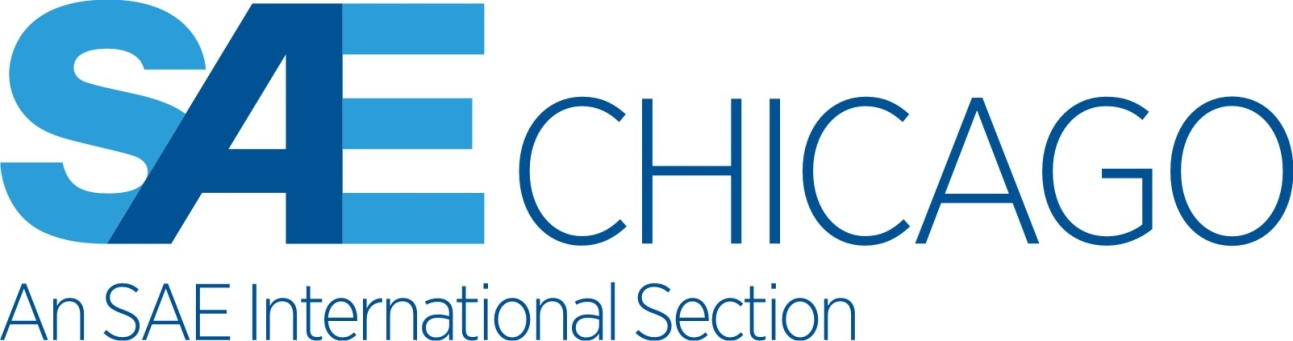 SAE CHICAGO
An SAE International Section